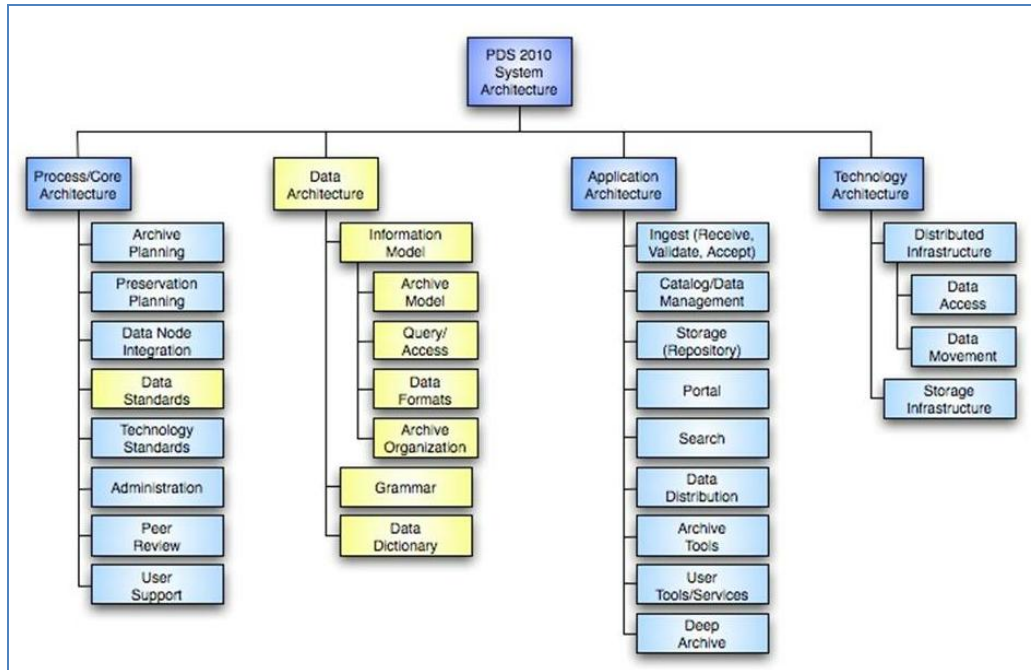 PDS 2010
System
Architecture
Process/Core
Architecture
Archive
Planning
Preservation
Planning
Data Node
Integration
Data
Standards
Technology
Standards
Administration
Peer
Review
User
Support
Data
Architecture
Information
Model
Archive
Model
Query/
Access
Data
Formats
Archive
Organization
Grammar
Data
Dictionary
Application
Architecture
Ingest (Receive,
Validate, Accept)
Catalog/Data
Management
Storage
(Repository)
Portal
Search
Data
Distribution
Archive
Tools
User
Tools/Services
Deep
Archive
Technology
Architecture
Distributed
Infrastructure
Data
Access
Data
Movement
Storage
Infrastructure